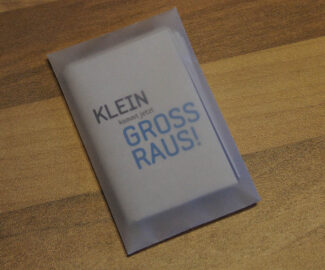 KLEIN
kommt jetzt
GROSS
RAUS!